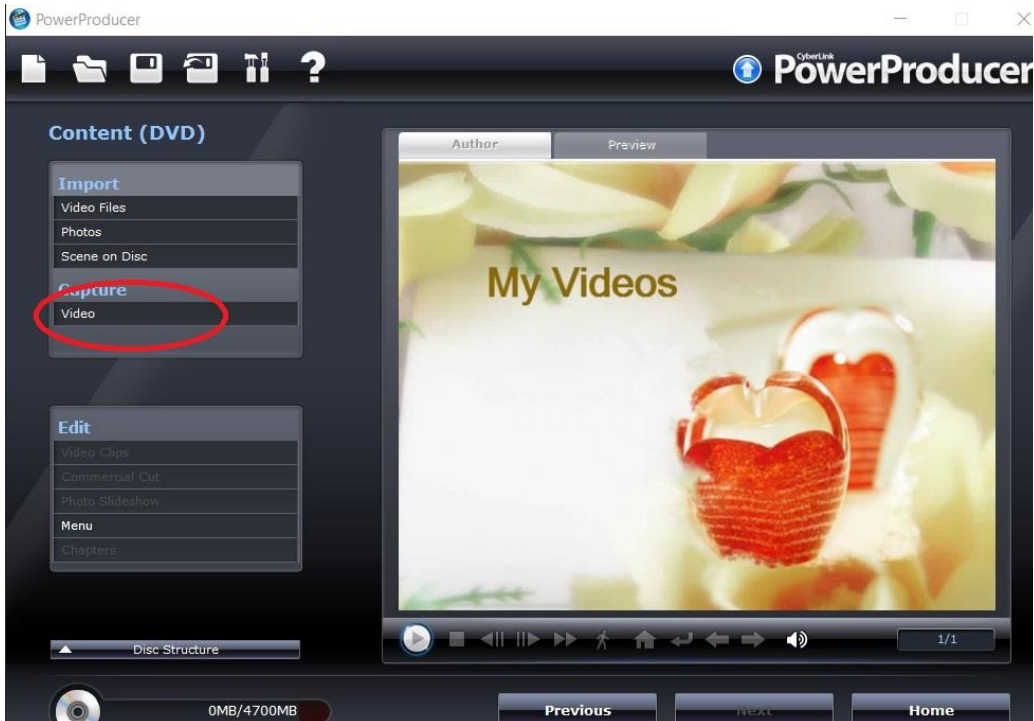 PowerProducer
?
CyberLink
PowerProducer
Content (DVD)
Author
Preview
Import
Video Files
Photos
Scene on Disc
Capture
Video
My Videos
Edit
Video Clips
Commercial Cut
Photo Slideshow
Menu
Chapters
Disc Structure
1/1
0MB/4700MB
Previous
Next
Home